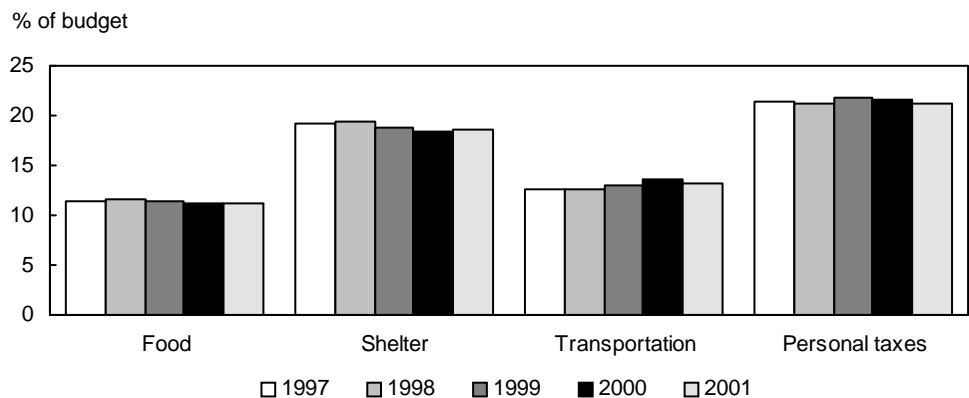 % of budget
25
20
15
10
5
0
Food Shelter Transportation Personal taxes
1997 1998 1999 2000 2001